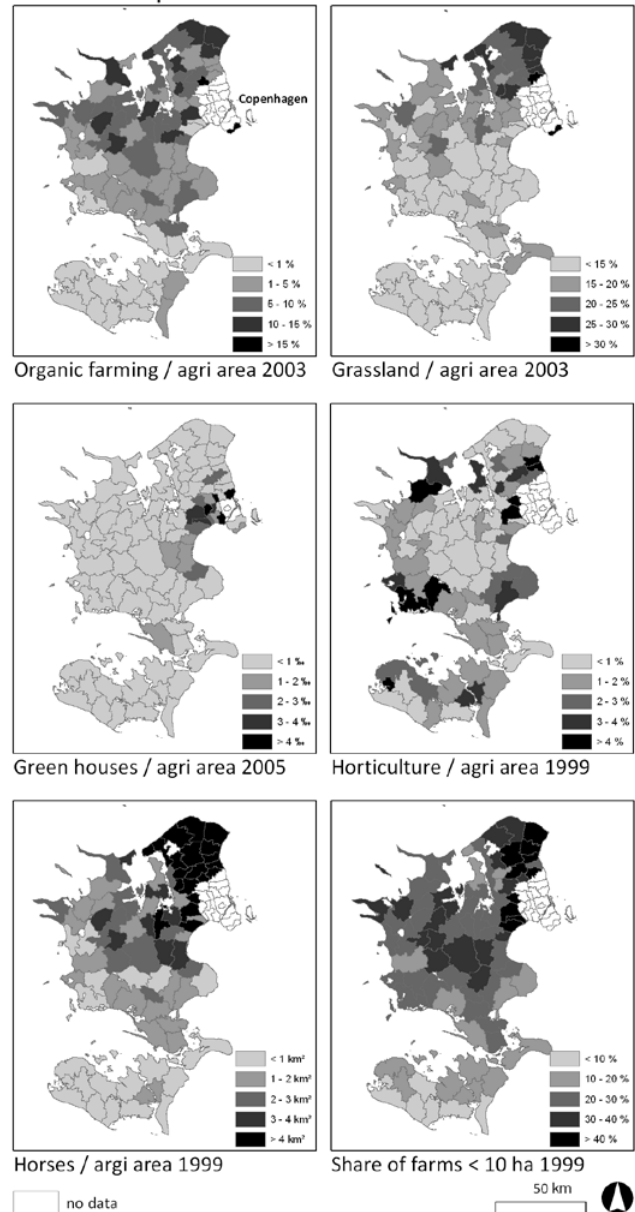 Copenhagen
< 1 %
1 - 5 %
5 - 10 %
10 - 15 %
> 15 %
Organic farming / agri area 2003
< 15 %
15 - 20 %
20 - 25 %
25 - 30 %
> 30 %
Grassland / agri area 2003
< 1 ‰
1 - 2 ‰
2 - 3 ‰
3 - 4 ‰
> 4 ‰
Green houses / agri area 2005
< 1 %
1 - 2 %
2 - 3 %
3 - 4 %
> 4 %
Horticulture / agri area 1999
< 1 km²
1 - 2 km²
2 - 3 km²
3 - 4 km²
> 4 km²
Horses / argi area 1999
< 10 %
10 - 20 %
20 - 30 %
30 - 40 %
> 40 %
Share of farms < 10 ha 1999
no data
50 km